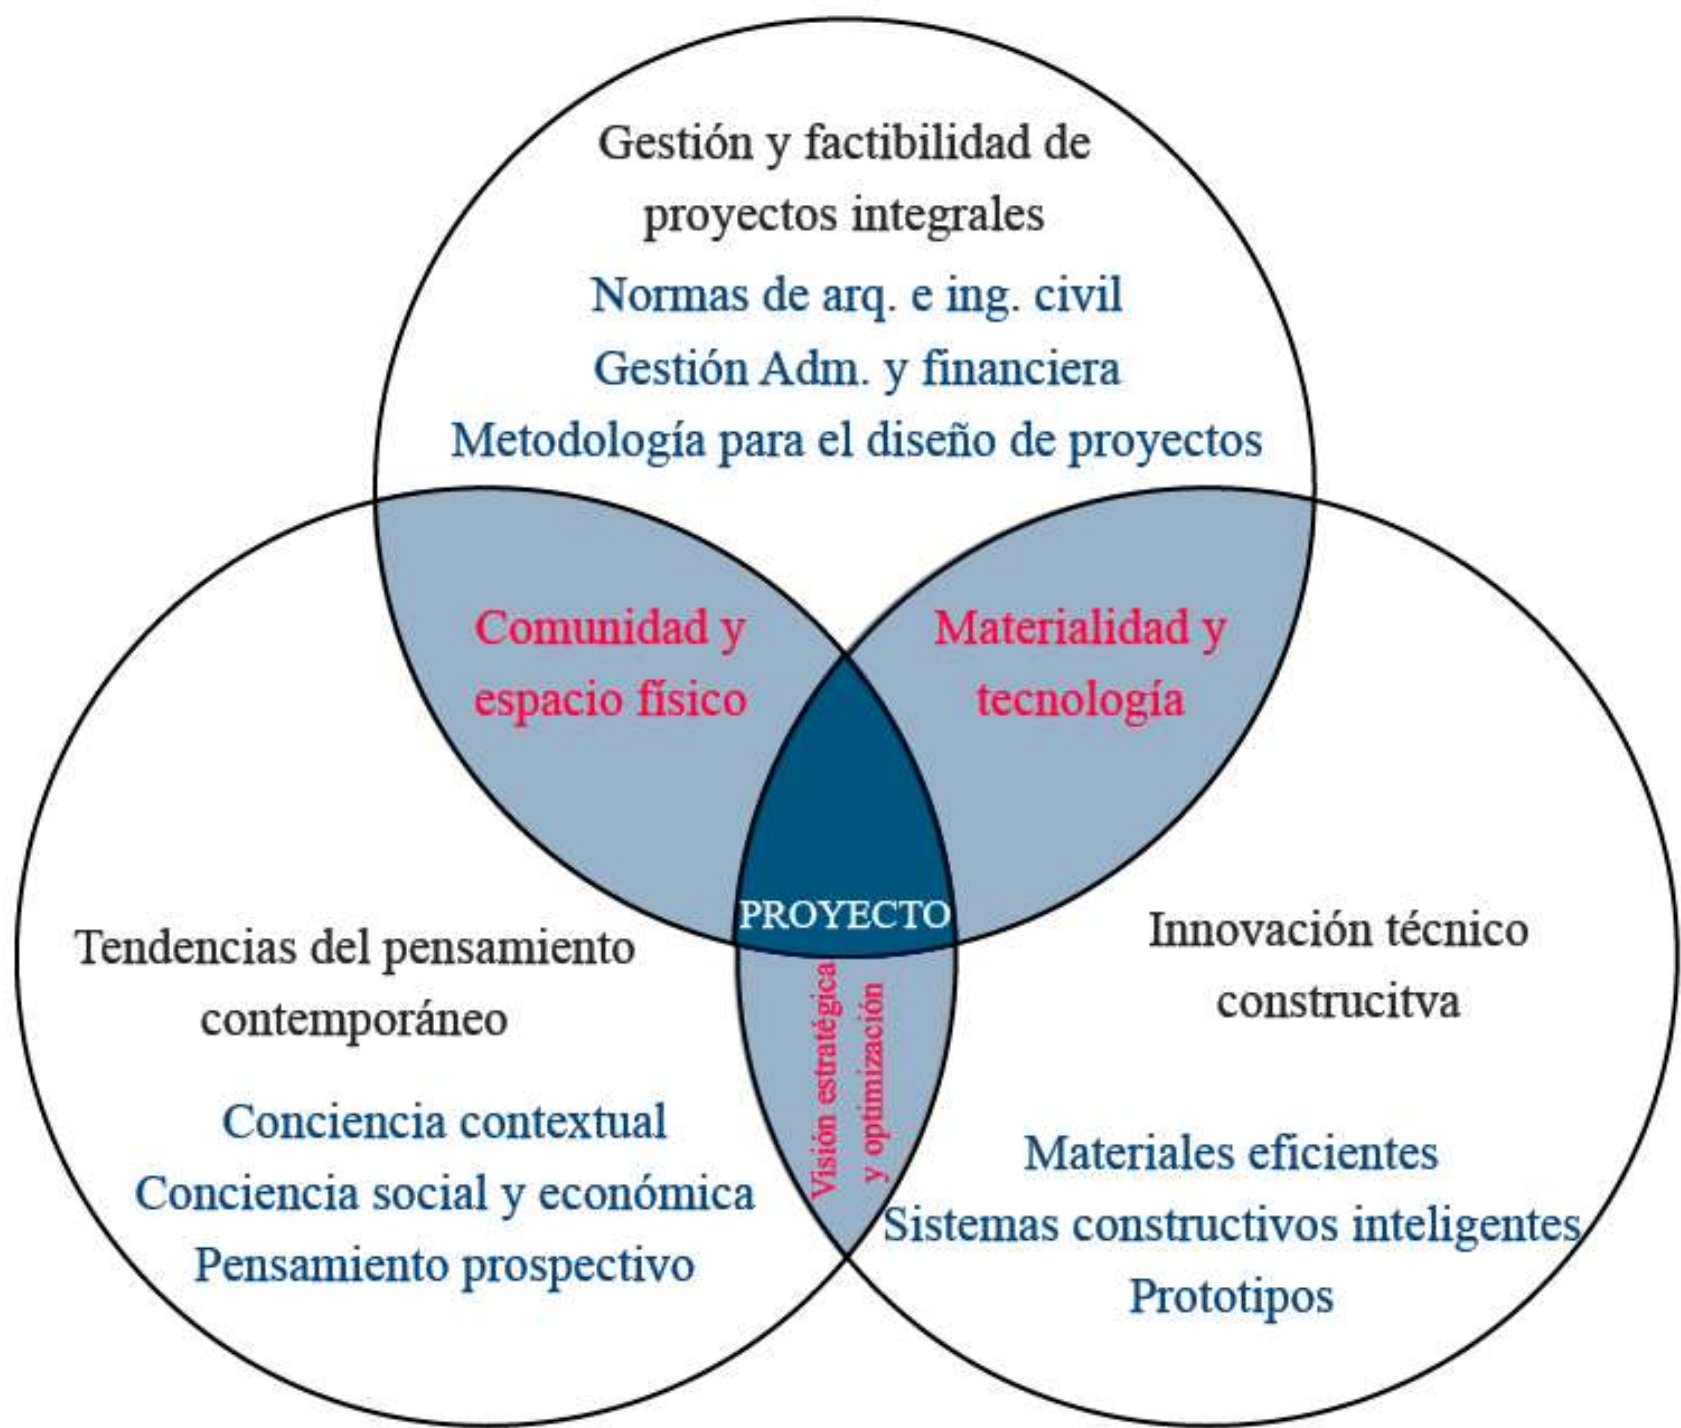 Gestión y factibilidad de
proyectos integrales
Normas de arq. e ing. civil
Gestión Adm. y financiera
Metodología para el diseño de proyectos
Comunidad y
espacio físico
Materialidad y
tecnología
PROYECTO
Tendencias del pensamiento
contemporáneo
Conciencia contextual
Conciencia social y económica
Pensamiento prospectivo
Visión estratégica
y optimización
Innovación técnico
construcitva
Materiales eficientes
Sistemas constructivos inteligentes
Prototipos